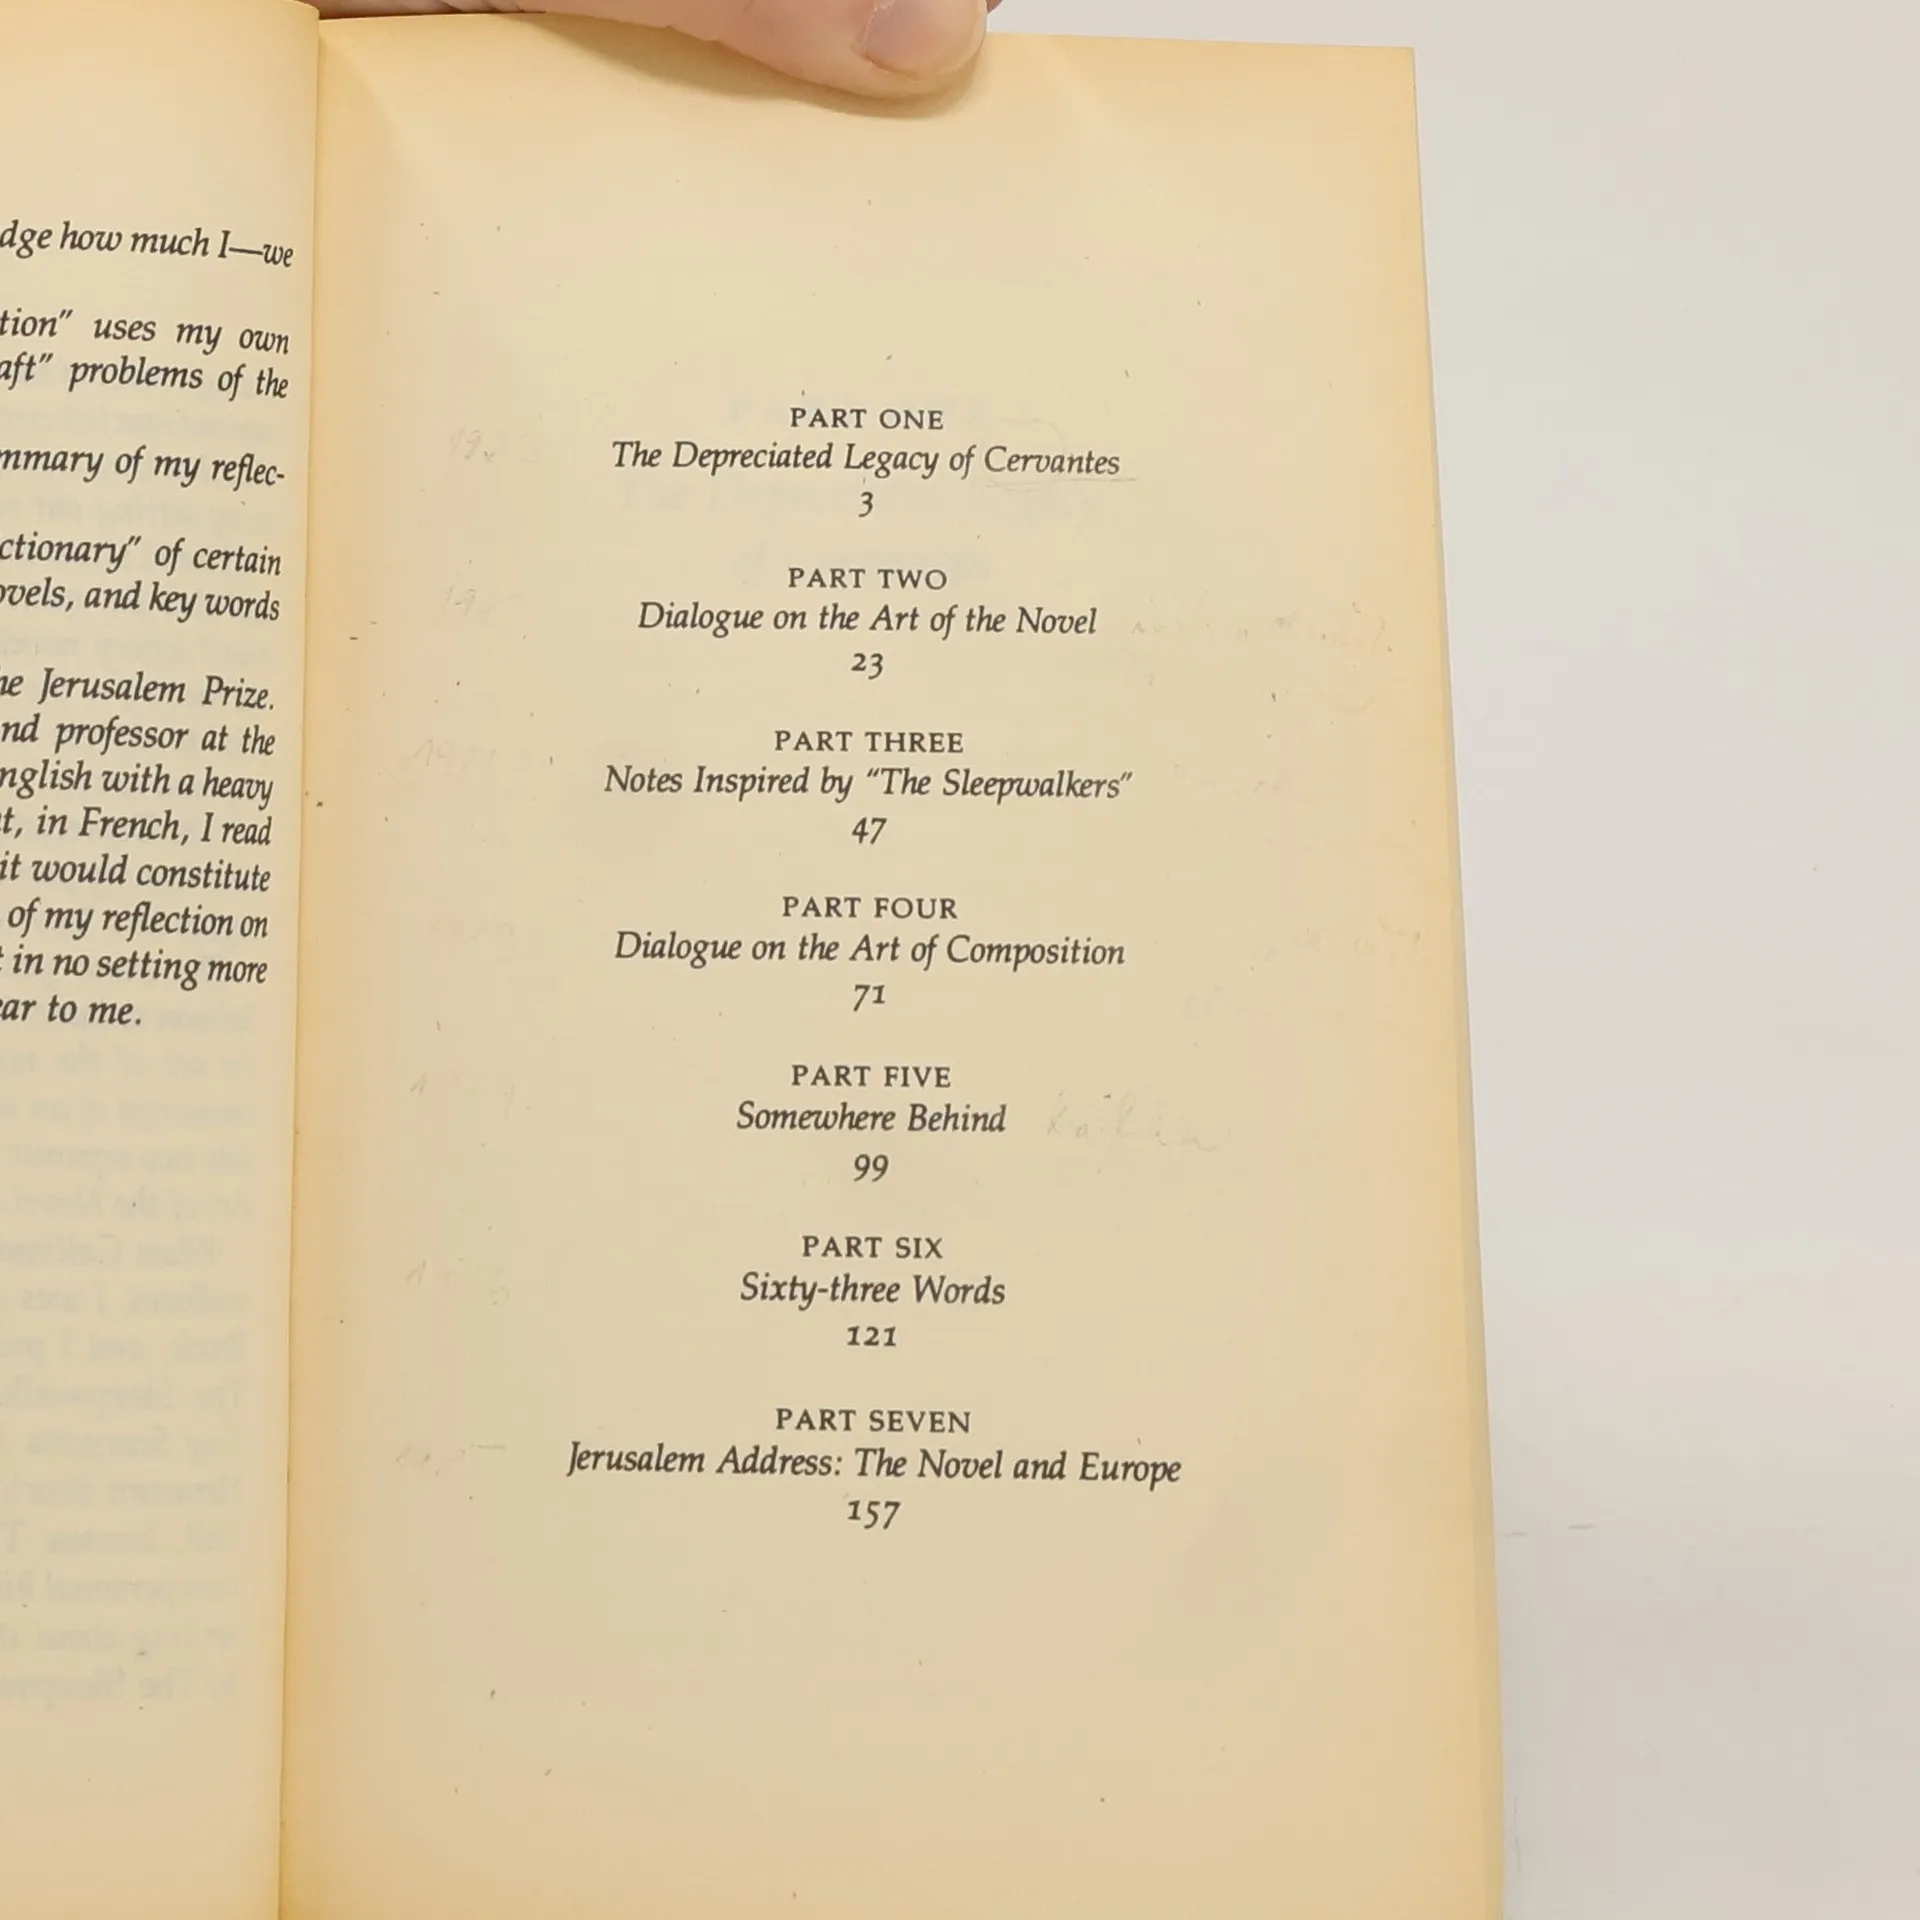 dge how much I—we
tion" uses my own
aft" problems of the
mmary of my reflec-
ctionary" of certain
ovels, and key words
he Jerusalem Prize.
nd professor at the
nglish with a heavy
t, in French, I read
it would constitute
of my reflection on
t in no setting more
ear to me.
PART ONE
The Depreciated Legacy of Cervantes
3
PART TWO
Dialogue on the Art of the Novel
23
PART THREE
Notes Inspired by "The Sleepwalkers"
47
PART FOUR
Dialogue on the Art of Composition
71
PART FIVE
Somewhere Behind
99
PART SIX
Sixty-three Words
121
PART SEVEN
Jerusalem Address: The Novel and Europe
157